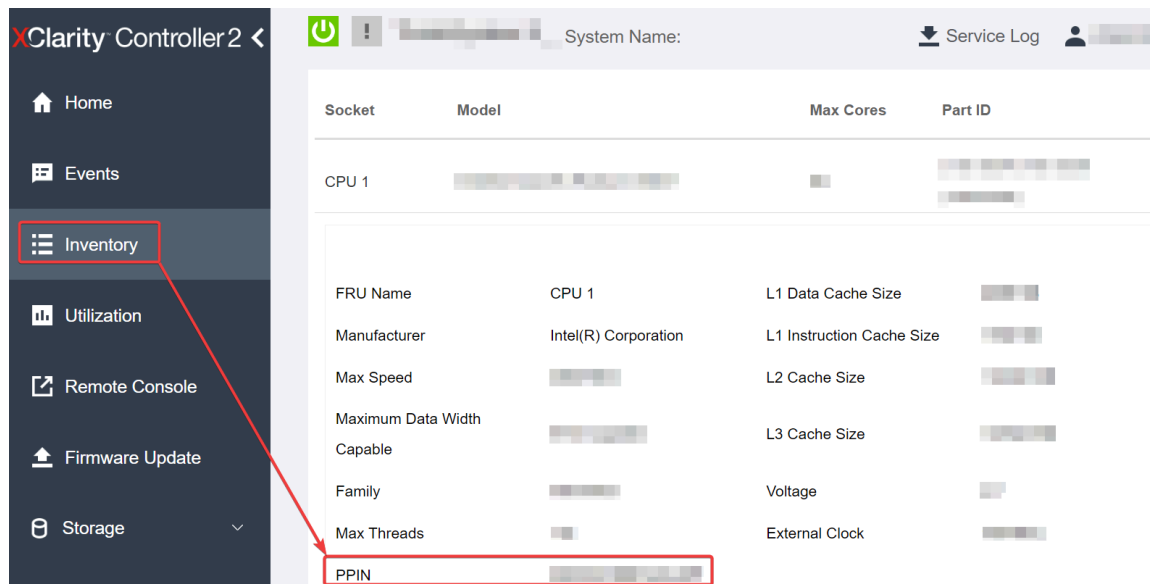 XClarity Controller 2
System Name:
Service Log
Home
Events
Inventory
Utilization
Remote Console
Firmware Update
Storage
Socket Model Max Cores Part ID
CPU 1
FRU Name CPU 1 L1 Data Cache Size
Manufacturer Intel(R) Corporation L1 Instruction Cache Size
Max Speed L2 Cache Size
Maximum Data Width
Capable
L3 Cache Size
Family Voltage
Max Threads External Clock
PPIN